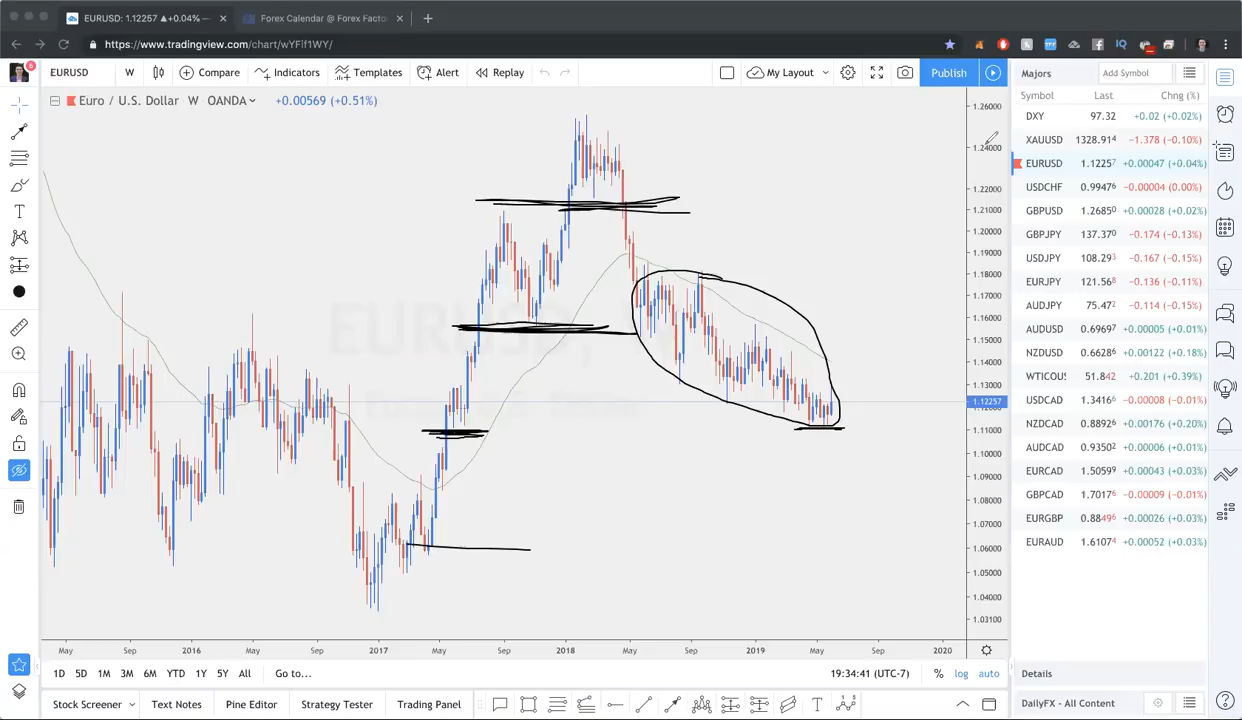 EURUSD: 1.12257 ▲+0.04% —
Forex Calendar @ Forex Facto
https://www.tradingview.com/chart/wYFif1WY/
EURUSD W Compare Indicators Templates Alert Replay My Layout Publish
Euro / U.S. Dollar W OANDA +0.00569 (+0.51%)
EURUSD, W
1.26000
1.24000
1.22000
1.21000
1.20000
1.19000
1.18000
1.17000
1.16000
1.15000
1.14000
1.13000
1.12257
1.12000
1.11000
1.10000
1.09000
1.08000
1.07000
1.06000
1.05000
1.04000
1.03100
May Sep 2016 May Sep 2017 May Sep 2018 May Sep 2019 May Sep 2020
1D 5D 1M 3M 6M YTD 1Y 5Y All Go to... 19:34:41 (UTC-7) % log auto
Stock Screener Text Notes Pine Editor Strategy Tester Trading Panel
Majors Add Symbol
Symbol Last Chng (%)
DXY 97.32 +0.02 (+0.02%)
XAUUSD 1328.914 −1.378 (−0.10%)
EURUSD 1.12257 +0.00047 (+0.04%)
USDCHF 0.99476 −0.00004 (0.00%)
GBPUSD 1.26850 +0.00028 (+0.02%)
GBPJPY 137.370 −0.174 (−0.13%)
USDJPY 108.293 −0.167 (−0.15%)
EURJPY 121.568 −0.136 (−0.11%)
AUDJPY 75.472 −0.114 (−0.15%)
AUDUSD 0.69697 +0.00005 (+0.01%)
NZDUSD 0.66286 +0.00122 (+0.18%)
WTICOUS 51.842 +0.201 (+0.39%)
USDCAD 1.34166 −0.00008 (−0.01%)
NZDCAD 0.88926 +0.00176 (+0.20%)
AUDCAD 0.93502 +0.00006 (+0.01%)
EURCAD 1.50599 +0.00043 (+0.03%)
GBPCAD 1.70176 −0.00009 (−0.01%)
EURGBP 0.88496 +0.00026 (+0.03%)
EURAUD 1.61074 +0.00052 (+0.03%)
Details
DailyFX - All Content